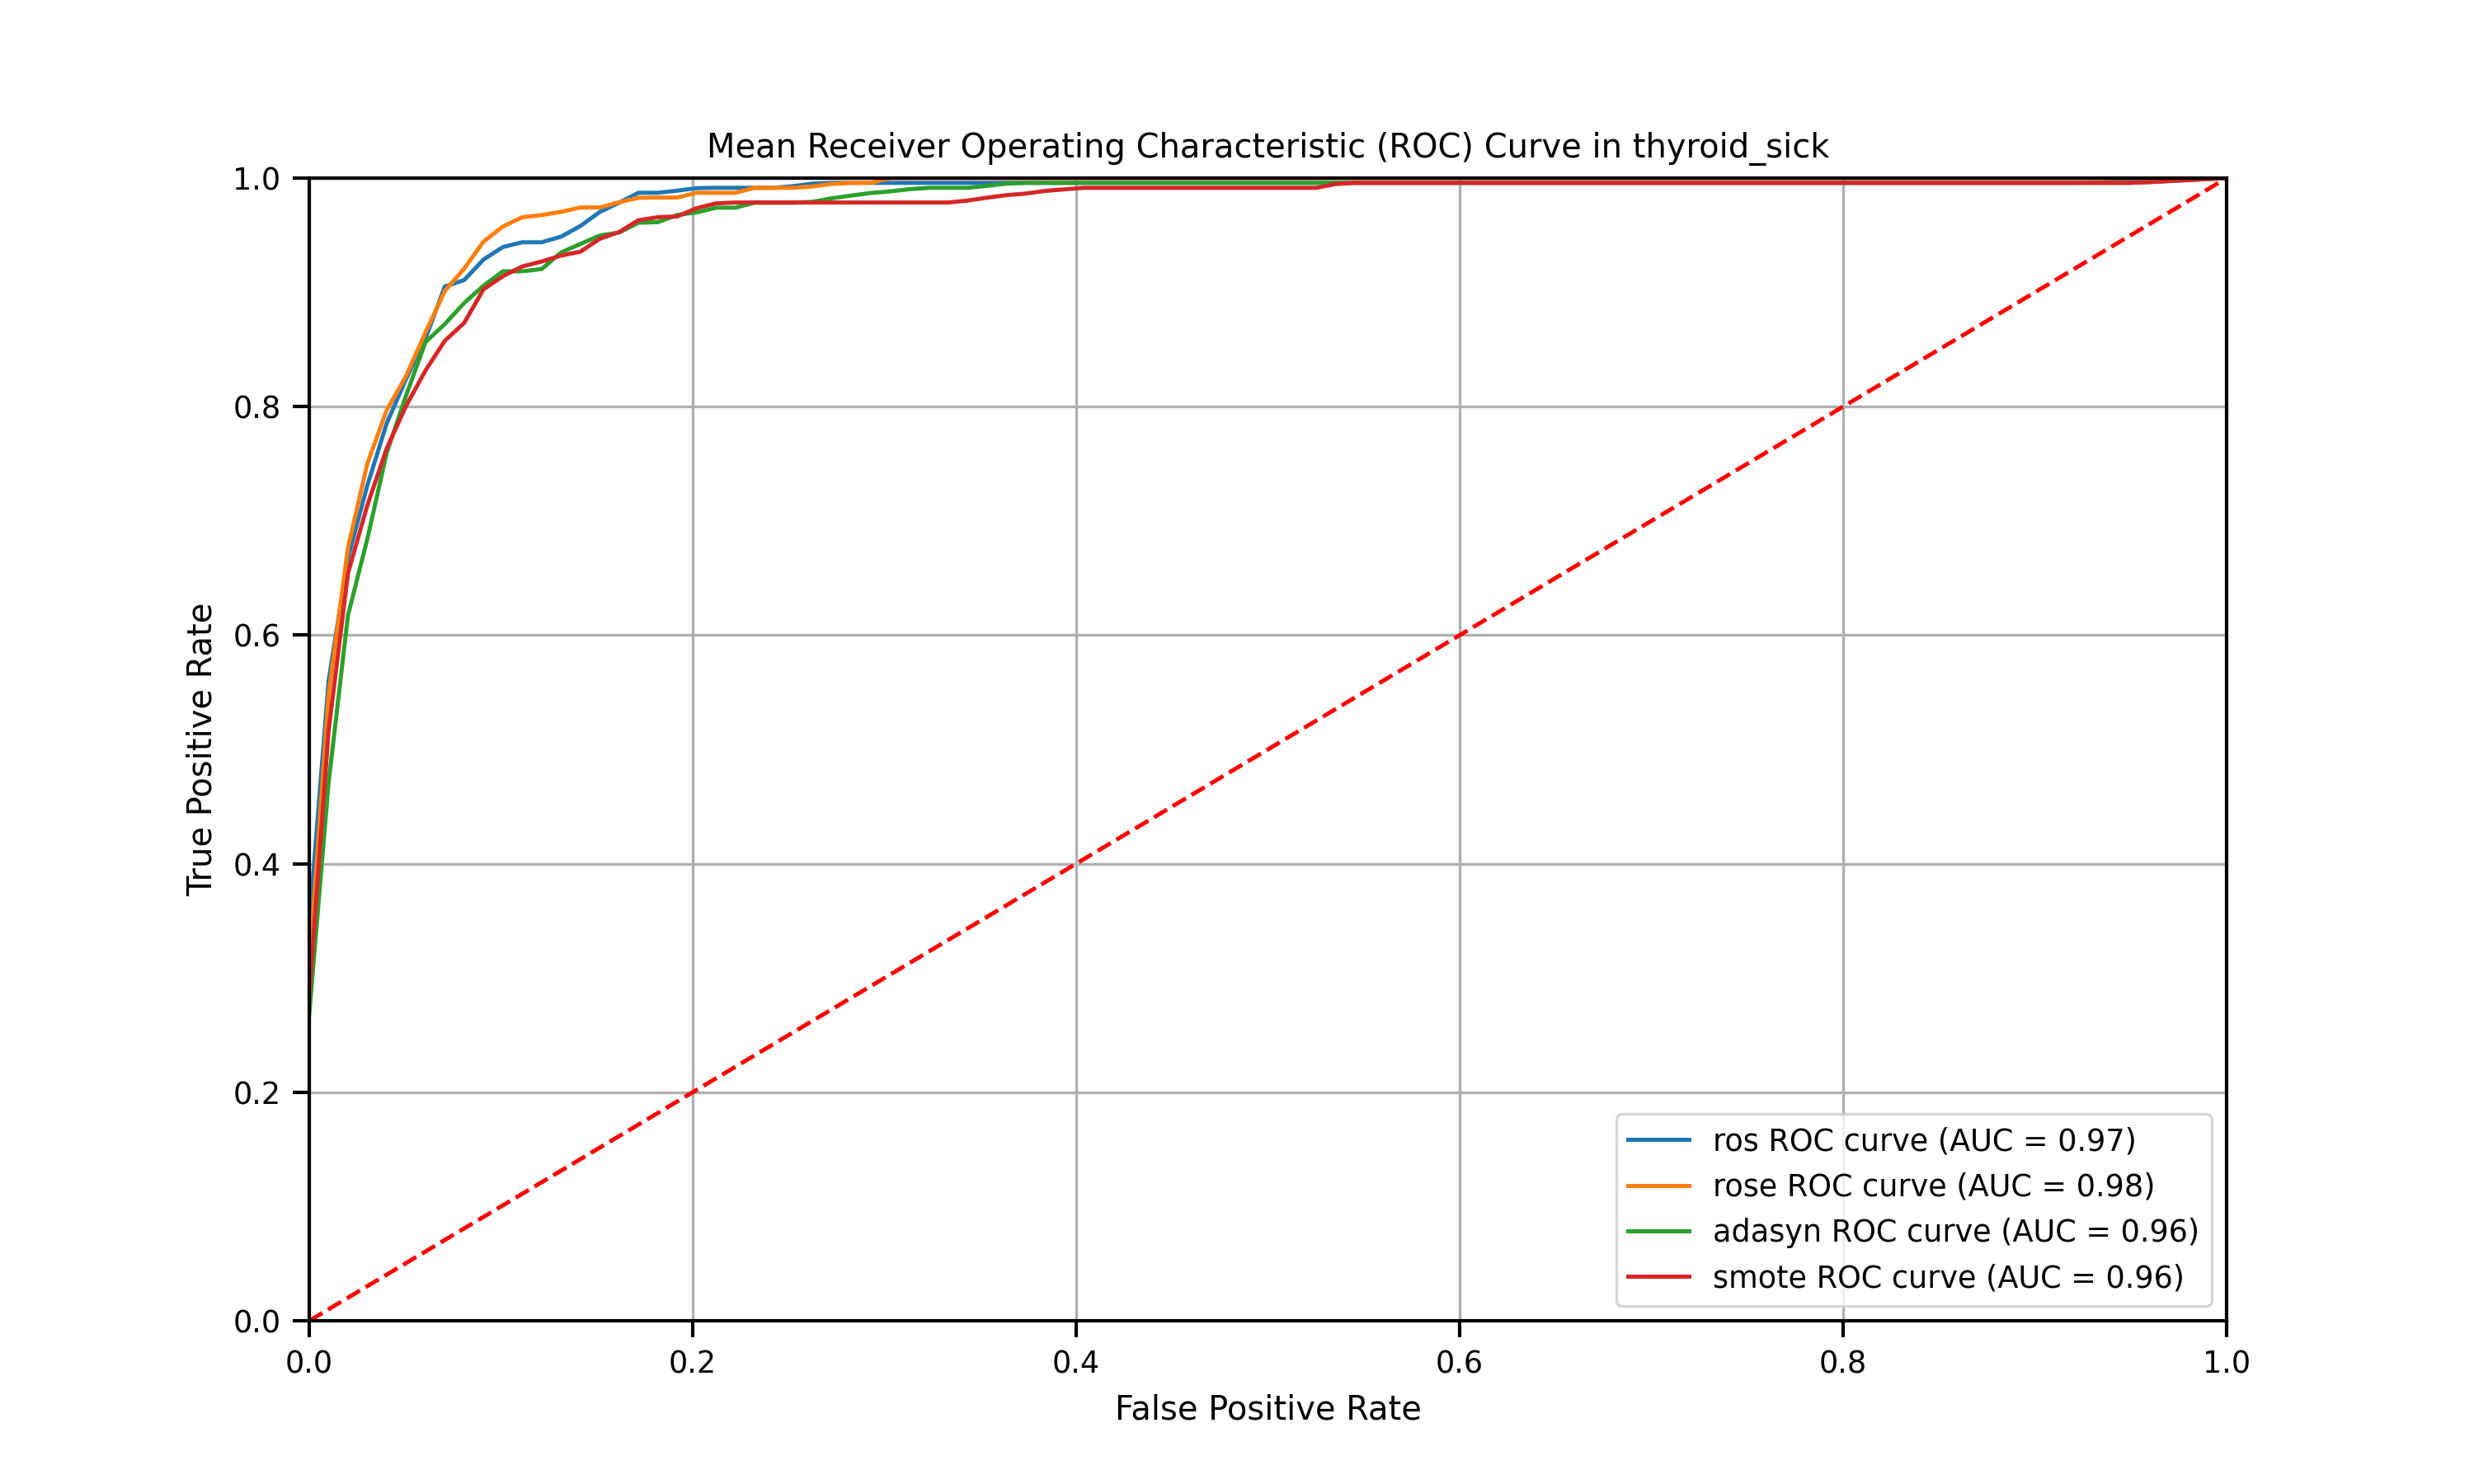 Mean Receiver Operating Characteristic (ROC) Curve in thyroid_sick
1.0
0.8
0.6
0.4
0.2
0.0
True Positive Rate
0.0 0.2 0.4 0.6 0.8 1.0
False Positive Rate
ros ROC curve (AUC = 0.97)
rose ROC curve (AUC = 0.98)
adasyn ROC curve (AUC = 0.96)
smote ROC curve (AUC = 0.96)